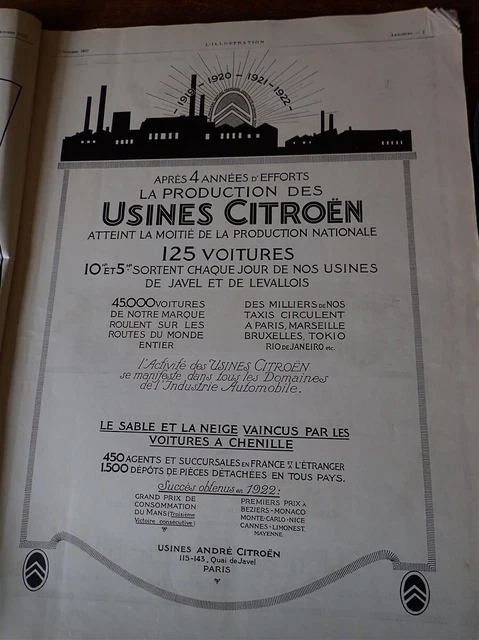 L'ILLUSTRATION
1919 - 1920 - 1921 - 1922
APRÈS 4 ANNÉES D'EFFORTS
LA PRODUCTION DES
USINES CITROËN
ATTEINT LA MOITIÉ DE LA PRODUCTION NATIONALE
125 VOITURES
10HP ET 5HP SORTENT CHAQUE JOUR DE NOS USINES
DE JAVEL ET DE LEVALLOIS
45.000 VOITURES
DE NOTRE MARQUE
ROULENT SUR LES
ROUTES DU MONDE
ENTIER
DES MILLIERS DE NOS
TAXIS CIRCULENT
A PARIS, MARSEILLE
BRUXELLES, TOKIO
RIO DE JANEIRO etc.
l'Activité des USINES CITROËN
se manifeste dans tous les Domaines
de l'Industrie Automobile.
LE SABLE ET LA NEIGE VAINCUS PAR LES
VOITURES A CHENILLE
450 AGENTS ET SUCCURSALES EN FRANCE ET L'ÉTRANGER
1.500 DÉPÔTS DE PIÈCES DÉTACHÉES EN TOUS PAYS.
Succès obtenus en 1922:
GRAND PRIX DE
CONSOMMATION
DU MANS (Troisième
Victoire consécutive)
PREMIERS PRIX À
BÉZIERS - MONACO
MONTE-CARLO - NICE
CANNES - LIMONEST,
MAYENNE
USINES ANDRÉ CITROËN
115-143, Quai de Javel
PARIS